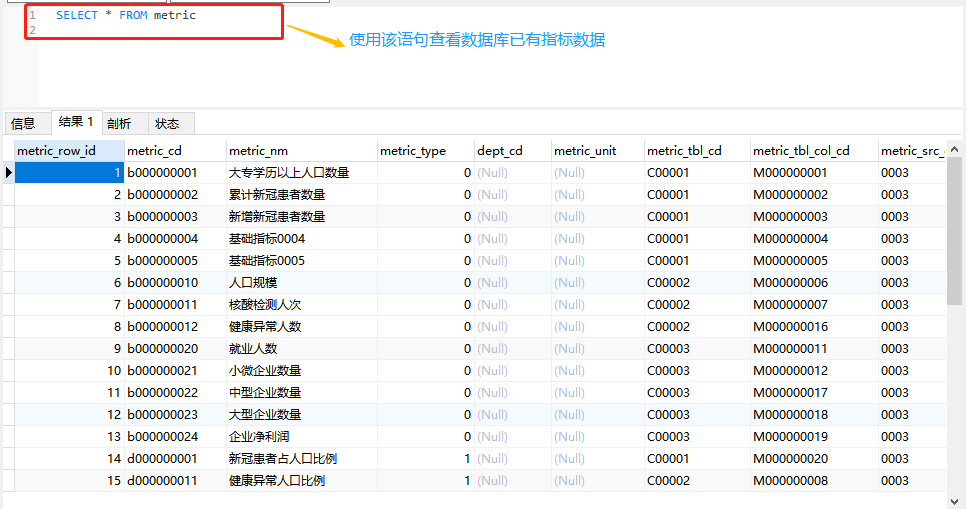 1 SELECT * FROM metric
2
使用该语句查看数据库已有指标数据
信息 结果 1 剖析 状态
metric_row_id metric_cd metric_nm metric_type dept_cd metric_unit metric_tbl_cd metric_tbl_col_cd metric_src_
1 b000000001 大专学历以上人口数量 0 (Null) (Null) C00001 M000000001 0003
2 b000000002 累计新冠患者数量 0 (Null) (Null) C00001 M000000002 0003
3 b000000003 新增新冠患者数量 0 (Null) (Null) C00001 M000000003 0003
4 b000000004 基础指标0004 0 (Null) (Null) C00001 M000000004 0003
5 b000000005 基础指标0005 0 (Null) (Null) C00001 M000000005 0003
6 b000000010 人口规模 0 (Null) (Null) C00002 M000000006 0003
7 b000000011 核酸检测人次 0 (Null) (Null) C00002 M000000007 0003
8 b000000012 健康异常人数 0 (Null) (Null) C00002 M000000016 0003
9 b000000020 就业人数 0 (Null) (Null) C00003 M000000011 0003
10 b000000021 小微企业数量 0 (Null) (Null) C00003 M000000012 0003
11 b000000022 中型企业数量 0 (Null) (Null) C00003 M000000017 0003
12 b000000023 大型企业数量 0 (Null) (Null) C00003 M000000018 0003
13 b000000024 企业净利润 0 (Null) (Null) C00003 M000000019 0003
14 d000000001 新冠患者占人口比例 1 (Null) (Null) C00001 M000000020 0003
15 d000000011 健康异常人口比例 1 (Null) (Null) C00002 M000000008 0003